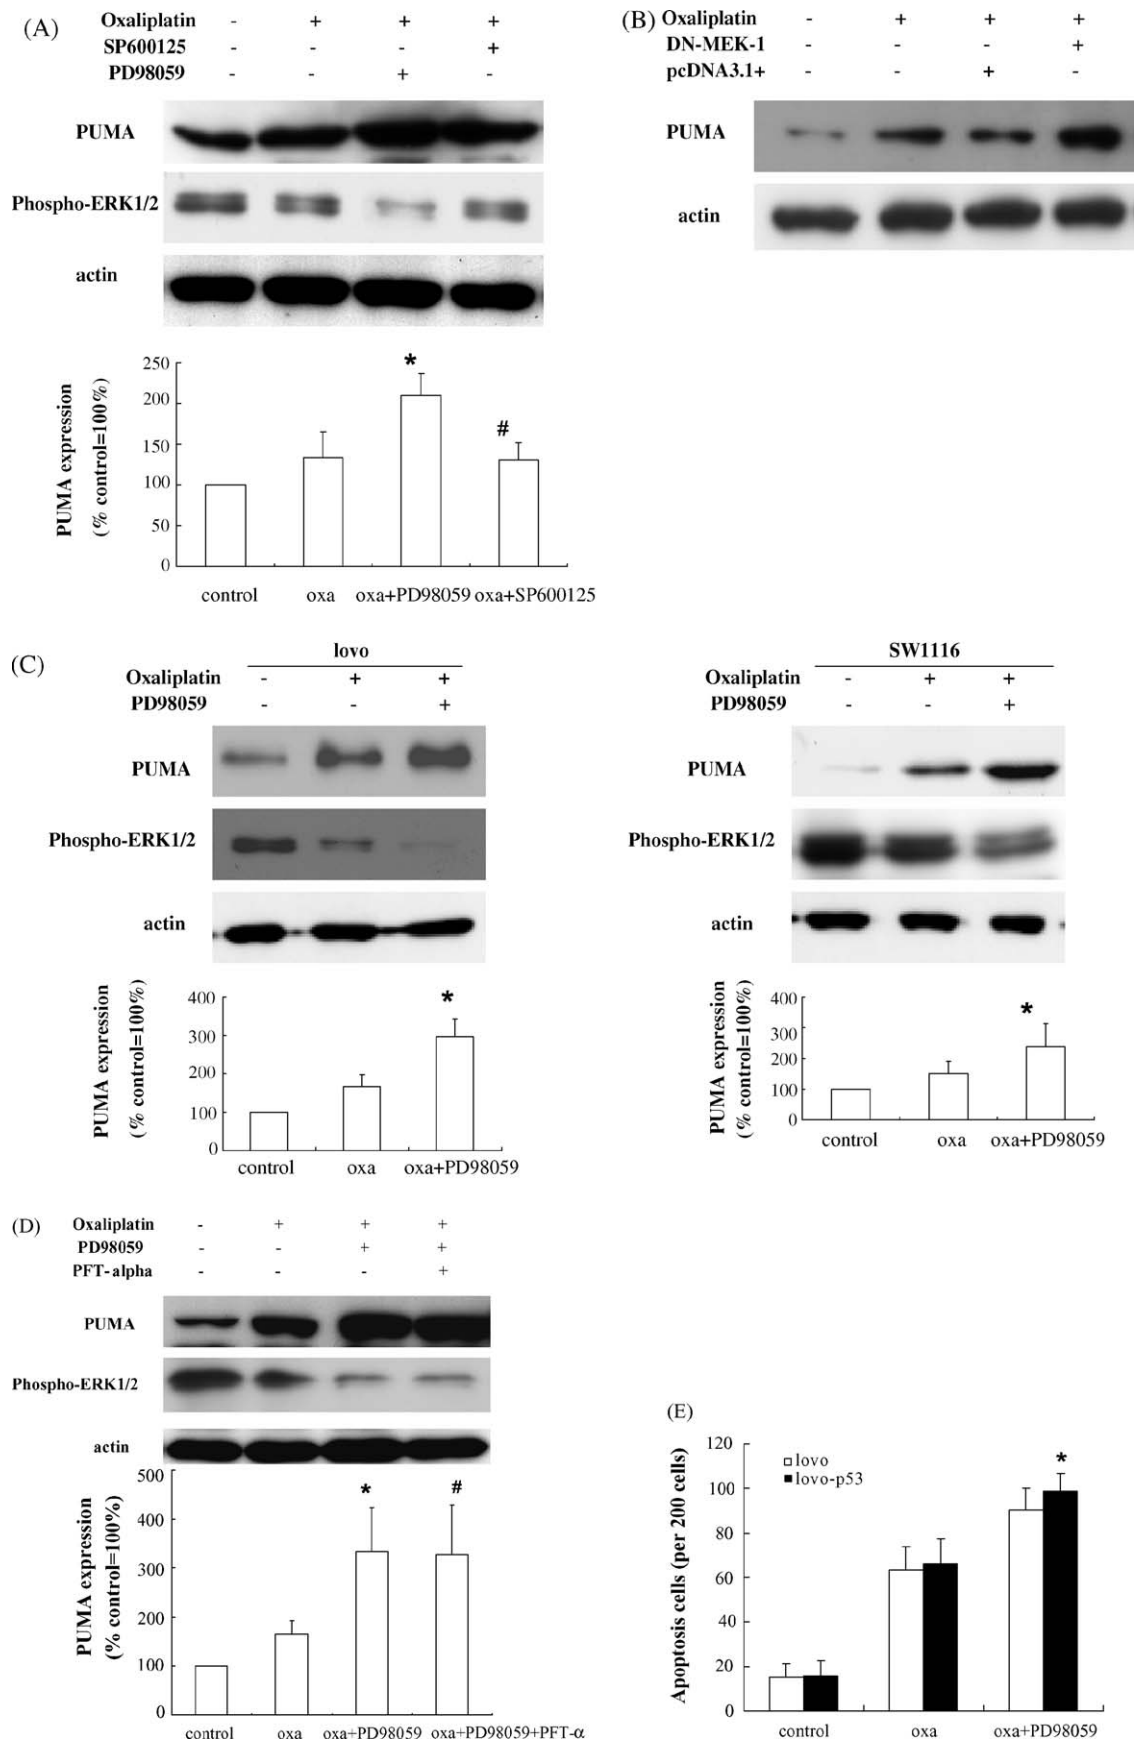 (A)
Oxaliplatin - + + +
SP600125 - - - +
PD98059 - - + -
PUMA
Phospho-ERK1/2
actin
PUMA expression
(% control=100%)
250
200
150
100
50
0
*
#
control oxa oxa+PD98059 oxa+SP600125
(B)
Oxaliplatin - + + +
DN-MEK-1 - - - +
pcDNA3.1+ - - + -
PUMA
actin
(C)
lovo
Oxaliplatin - + +
PD98059 - - +
PUMA
Phospho-ERK1/2
actin
PUMA expression
(% control=100%)
400
300
200
100
0
*
control oxa oxa+PD98059
SW1116
Oxaliplatin - + +
PD98059 - - +
PUMA
Phospho-ERK1/2
actin
PUMA expression
(% control=100%)
400
300
200
100
0
*
control oxa oxa+PD98059
(D)
Oxaliplatin - + + +
PD98059 - - + +
PFT-alpha - - - +
PUMA
Phospho-ERK1/2
actin
PUMA expression
(% control=100%)
500
400
300
200
100
0
*
#
control oxa oxa+PD98059 oxa+PD98059+PFT-α
(E)
Apoptosis cells (per 200 cells)
120
100
80
60
40
20
0
lovo
lovo-p53
*
control oxa oxa+PD98059